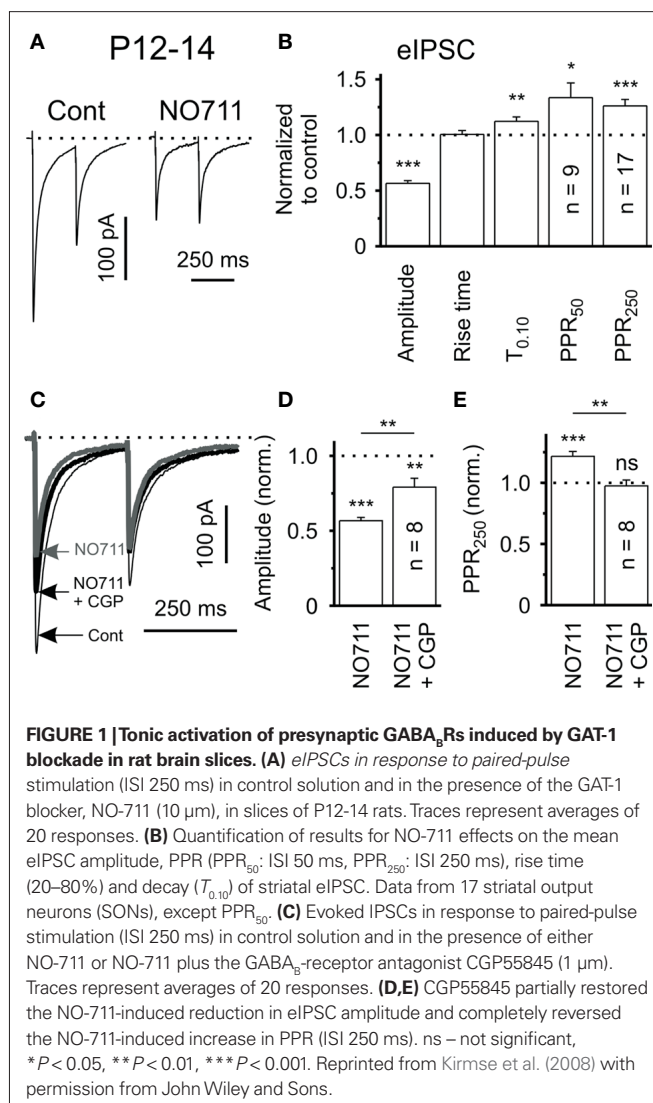 A P12-14
Cont NO711
100 pA
250 ms
B eIPSC
Normalized
to control
1.5
1.0
0.5
0
***
**
*
***
n = 9
n = 17
Amplitude
Rise time
T0.10
PPR50
PPR250
C
NO711
NO711
+ CGP
Cont
100 pA
250 ms
D
Amplitude (norm.)
1.0
0.5
0
**
***
**
n = 8
NO711
NO711
+ CGP
E
PPR250 (norm.)
1.0
0.5
0
**
***
ns
n = 8
NO711
NO711
+ CGP
FIGURE 1 | Tonic activation of presynaptic GABABRs induced by GAT-1
blockade in rat brain slices. (A) eIPSCs in response to paired-pulse
stimulation (ISI 250 ms) in control solution and in the presence of the GAT-1
blocker, NO-711 (10 μm), in slices of P12-14 rats. Traces represent averages of
20 responses. (B) Quantification of results for NO-711 effects on the mean
eIPSC amplitude, PPR (PPR50: ISI 50 ms, PPR250: ISI 250 ms), rise time
(20–80%) and decay (T0.10) of striatal eIPSC. Data from 17 striatal output
neurons (SONs), except PPR50. (C) Evoked IPSCs in response to paired-pulse
stimulation (ISI 250 ms) in control solution and in the presence of either
NO-711 or NO-711 plus the GABAB-receptor antagonist CGP55845 (1 μm).
Traces represent averages of 20 responses. (D,E) CGP55845 partially restored
the NO-711-induced reduction in eIPSC amplitude and completely reversed
the NO-711-induced increase in PPR (ISI 250 ms). ns – not significant,
*P < 0.05, **P < 0.01, ***P < 0.001. Reprinted from Kirmse et al. (2008) with
permission from John Wiley and Sons.